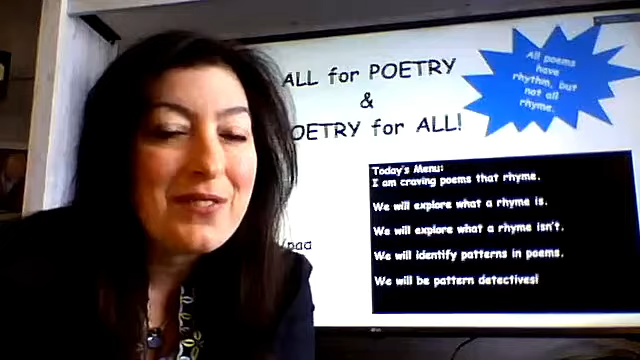 ALL for POETRY
&
POETRY for ALL!
All poems
have
rhythm, but
not all
rhyme.
Today's Menu:
I am craving poems that rhyme.
We will explore what a rhyme is.
We will explore what a rhyme isn't.
We will identify patterns in poems.
We will be pattern detectives!